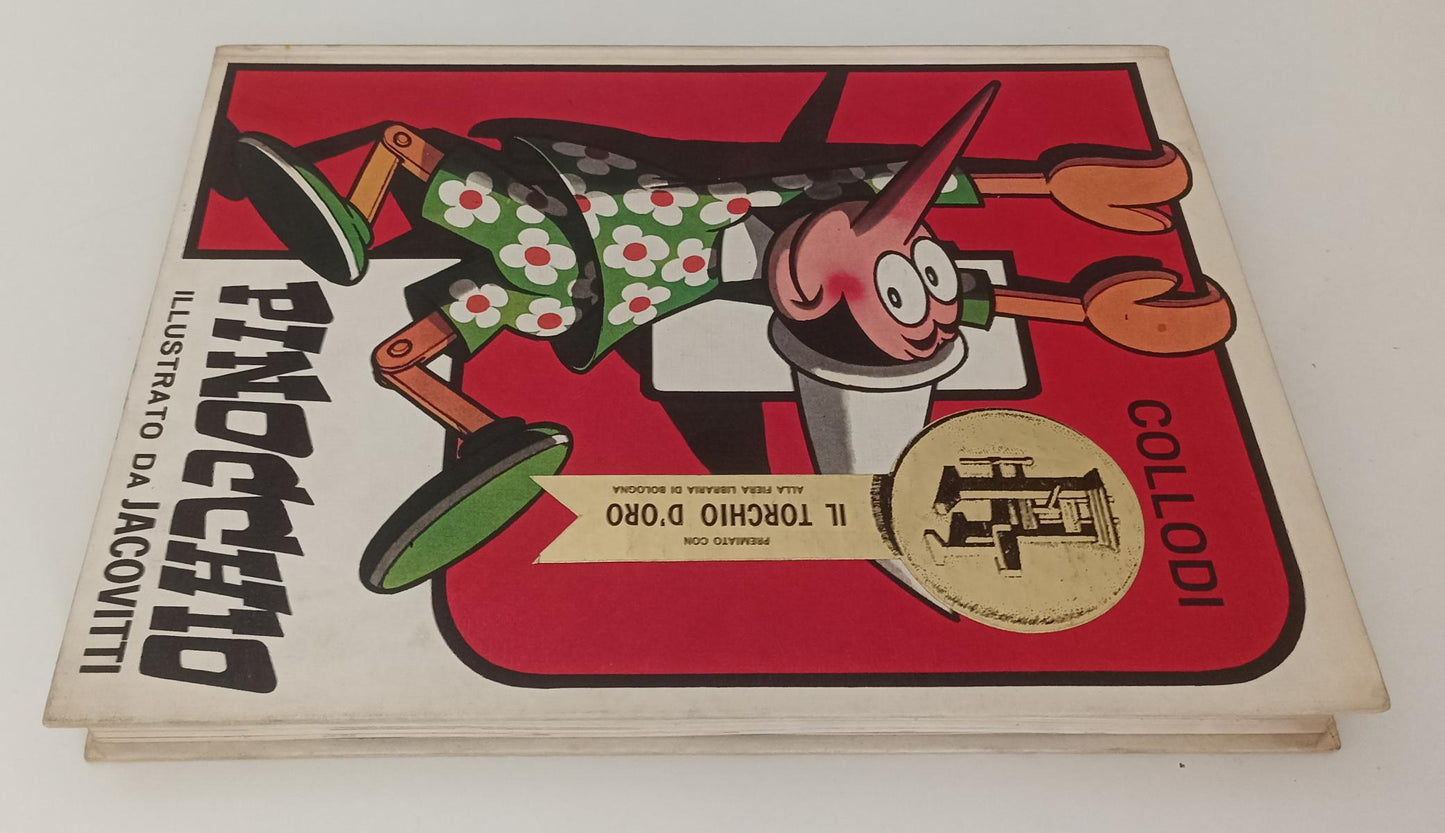 COLLODI
PREMIATO CON
IL TORCHIO D'ORO
ALLA FIERA LIBRARIA DI BOLOGNA
PINOCCHIO
ILLUSTRATO DA JACOVITTI